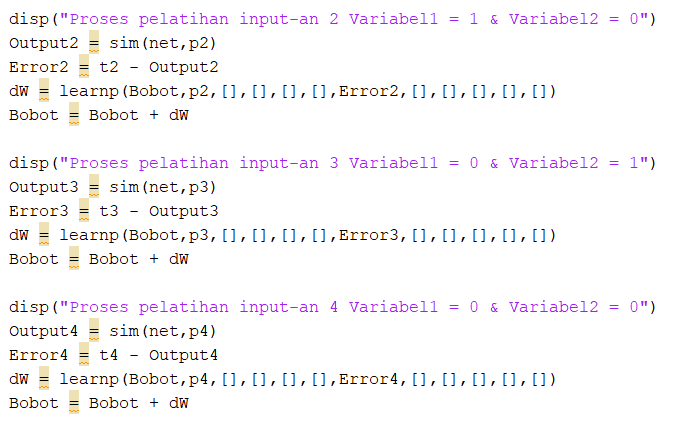 disp("Proses pelatihan input-an 2 Variabel1 = 1 & Variabel2 = 0")
Output2 = sim(net,p2)
Error2 = t2 - Output2
dW = learnp(Bobot,p2,[],[],[],[],Error2,[],[],[],[],[])
Bobot = Bobot + dW

disp("Proses pelatihan input-an 3 Variabel1 = 0 & Variabel2 = 1")
Output3 = sim(net,p3)
Error3 = t3 - Output3
dW = learnp(Bobot,p3,[],[],[],[],Error3,[],[],[],[],[])
Bobot = Bobot + dW

disp("Proses pelatihan input-an 4 Variabel1 = 0 & Variabel2 = 0")
Output4 = sim(net,p4)
Error4 = t4 - Output4
dW = learnp(Bobot,p4,[],[],[],[],Error4,[],[],[],[],[])
Bobot = Bobot + dW